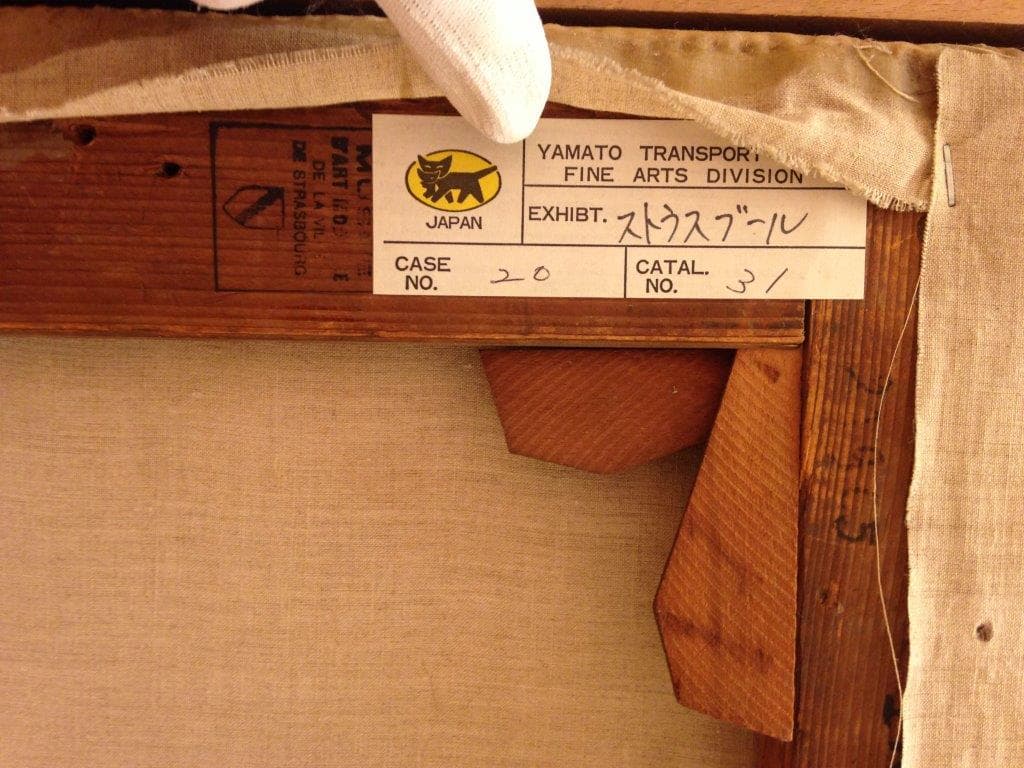 DE LA VIL
DE STRASBOURG
JAPAN
YAMATO TRANSPORT
FINE ARTS DIVISION
EXHIBT. ストラスブール
CASE NO. 20
CATAL. NO. 31